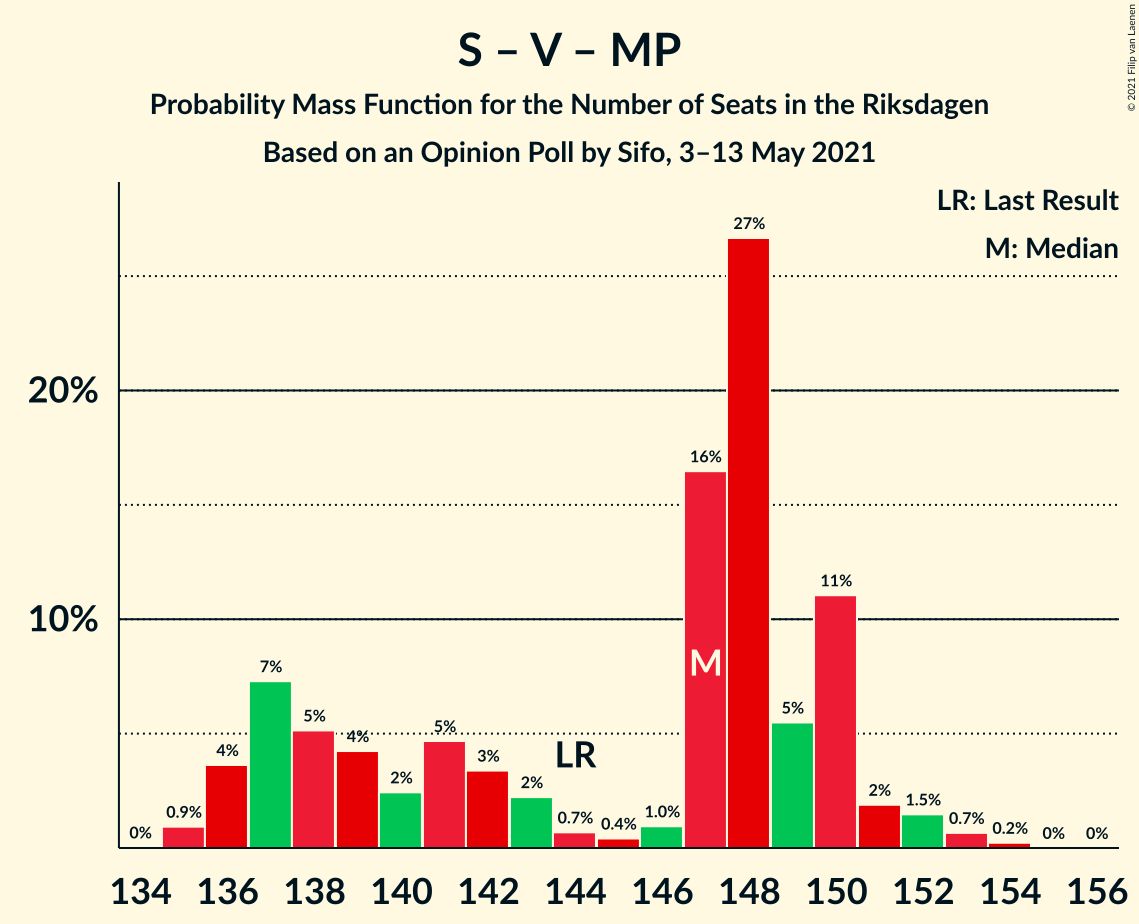 S – V – MP
Probability Mass Function for the Number of Seats in the Riksdagen
Based on an Opinion Poll by Sifo, 3–13 May 2021
© 2021 Filip van Laenen
LR: Last Result
M: Median
20%
10%
0%
0.9%
4%
7%
5%
4%
2%
5%
3%
2%
LR
0.7%
0.4%
1.0%
16%
M
27%
5%
11%
2%
1.5%
0.7%
0.2%
0%
0%
134 136 138 140 142 144 146 148 150 152 154 156